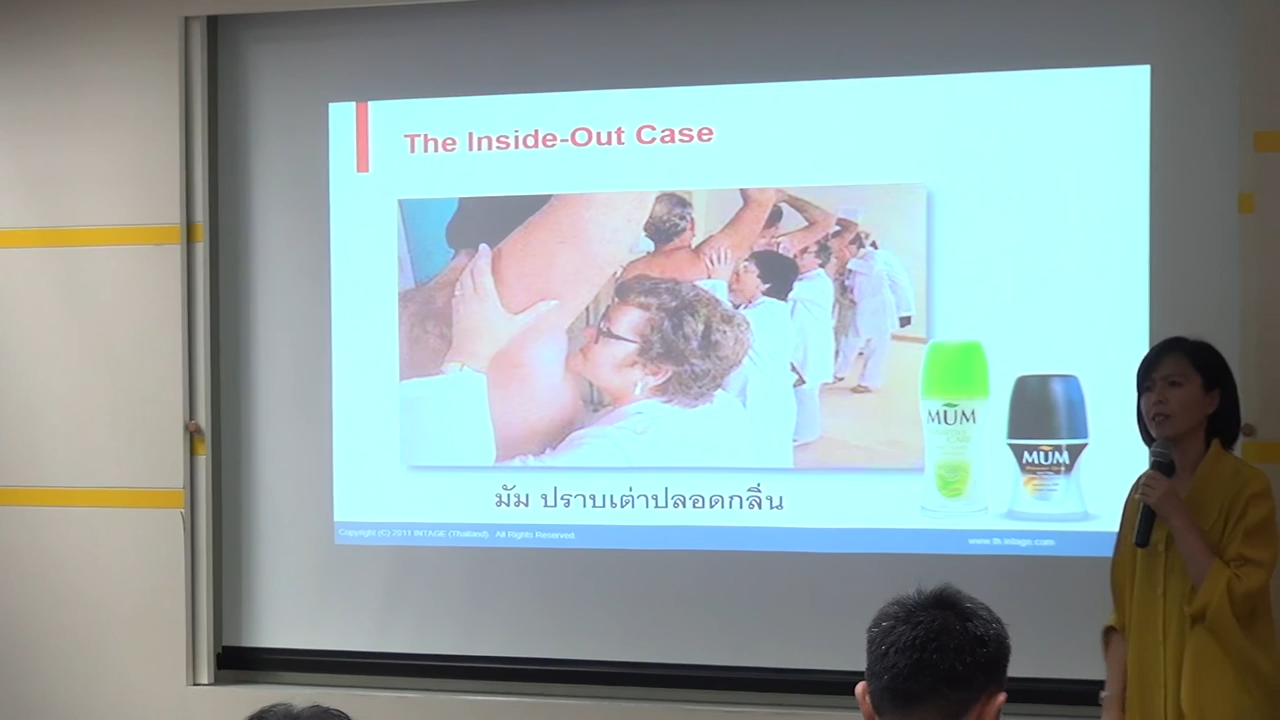 The Inside-Out Case
MUM
MUM
มัม ปราบเต่าปลอดกลิ่น
Copyright (C) 2011 INTAGE (Thailand). All Rights Reserved.
www.th.intage.com